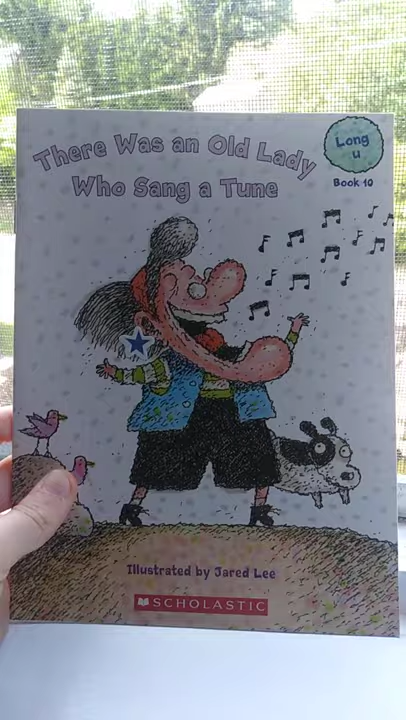 There Was an Old Lady
Who Sang a Tune
Long
u
Book 10
Illustrated by Jared Lee
SCHOLASTIC